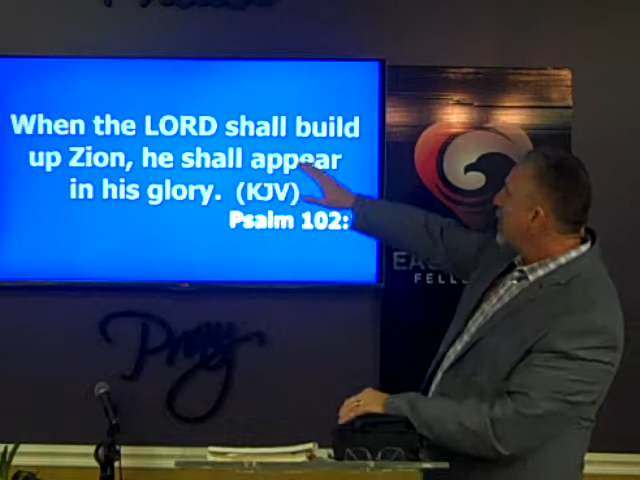 When the LORD shall build
up Zion, he shall appear
in his glory. (KJV)
Psalm 102:
Pray